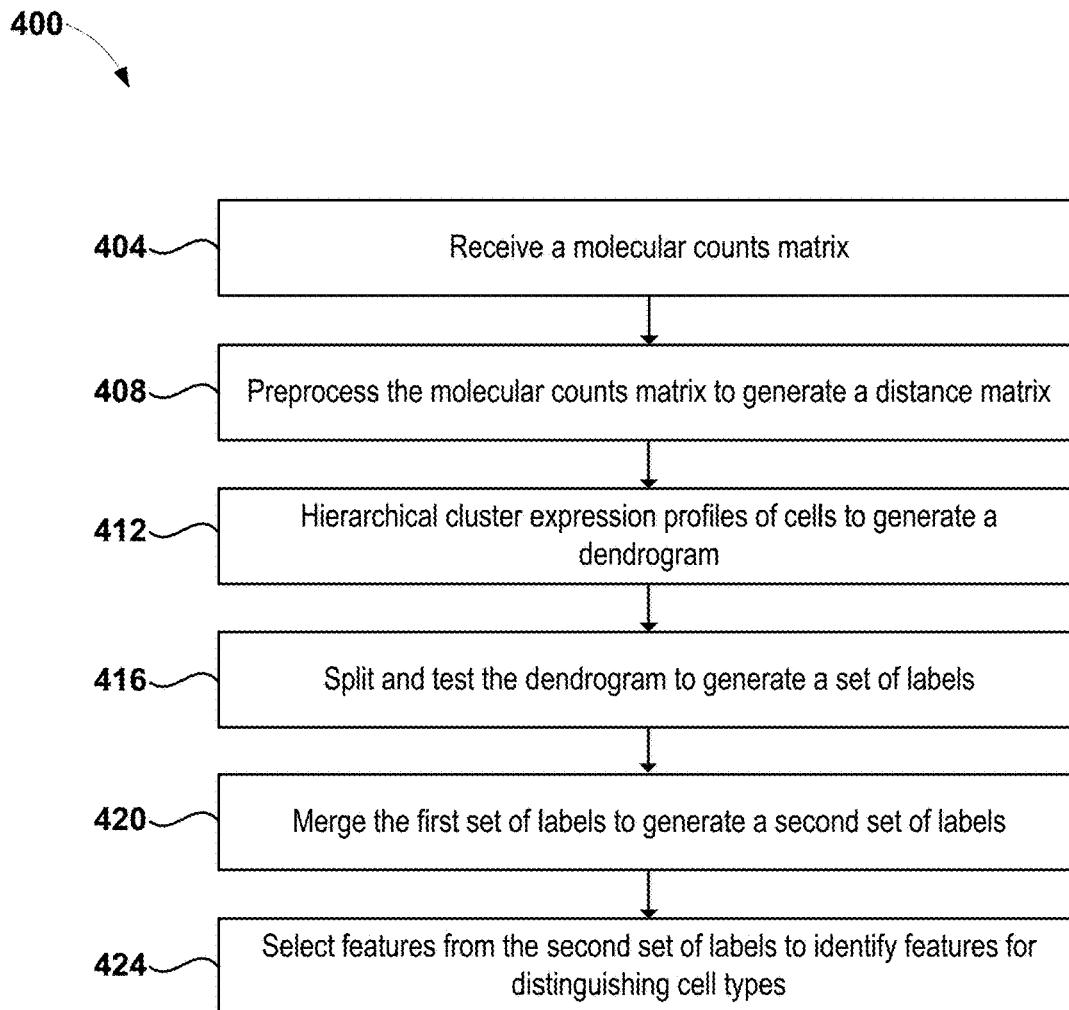 400
404
Receive a molecular counts matrix
408
Preprocess the molecular counts matrix to generate a distance matrix
412
Hierarchical cluster expression profiles of cells to generate a
dendrogram
416
Split and test the dendrogram to generate a set of labels
420
Merge the first set of labels to generate a second set of labels
424
Select features from the second set of labels to identify features for
distinguishing cell types